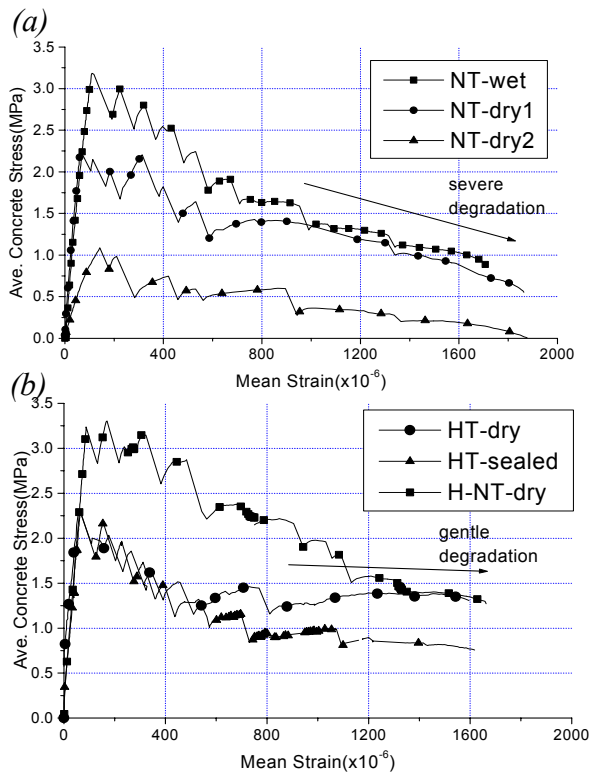 (a)
3.5
3.0
2.5
2.0
1.5
1.0
0.5
0.0
Ave. Concrete Stress(MPa)
NT-wet
NT-dry1
NT-dry2
severe
degradation
0 400 800 1200 1600 2000
Mean Strain(x10⁻⁶)
(b)
3.5
3.0
2.5
2.0
1.5
1.0
0.5
0.0
Ave. Concrete Stress(MPa)
HT-dry
HT-sealed
H-NT-dry
gentle
degradation
0 400 800 1200 1600 2000
Mean Strain(x10⁻⁶)